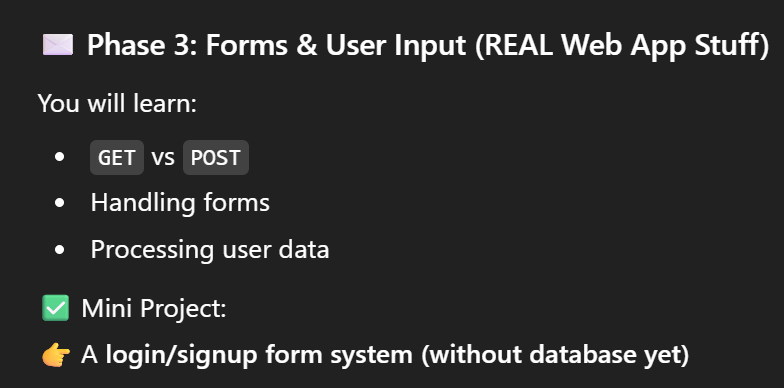 ✉️ Phase 3: Forms & User Input (REAL Web App Stuff)
You will learn:
• GET vs POST
• Handling forms
• Processing user data
✅ Mini Project:
👉 A login/signup form system (without database yet)